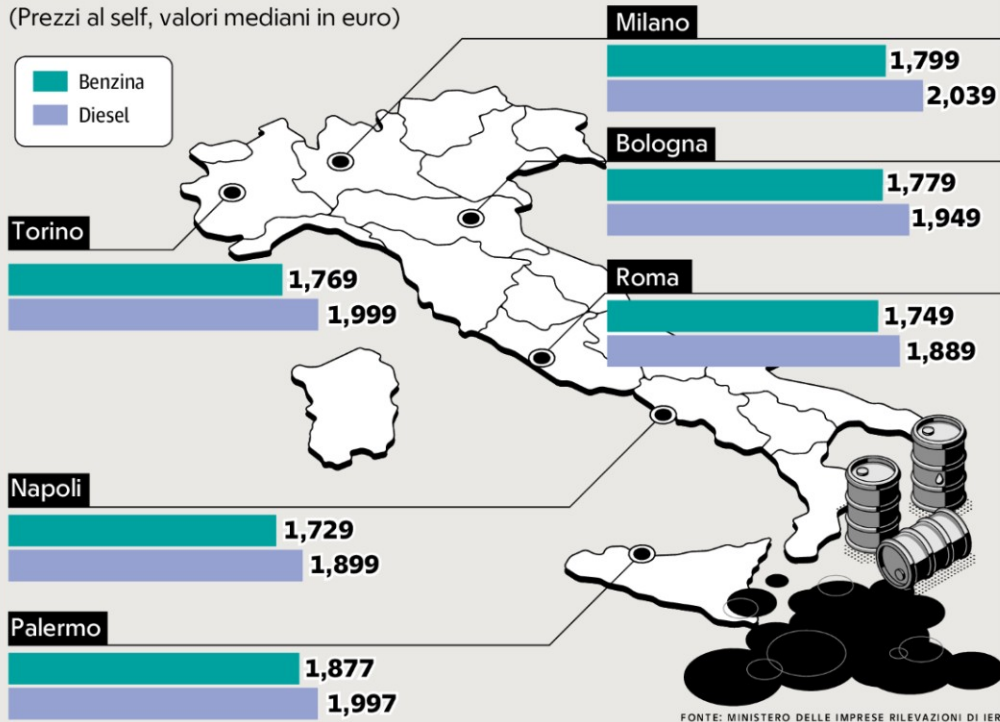 (Prezzi al self, valori mediani in euro)
Benzina
Diesel
Milano
1,799
2,039
Bologna
1,779
1,949
Torino
1,769
1,999
Roma
1,749
1,889
Napoli
1,729
1,899
Palermo
1,877
1,997
FONTE: MINISTERO DELLE IMPRESE RILEVAZIONI DI IER